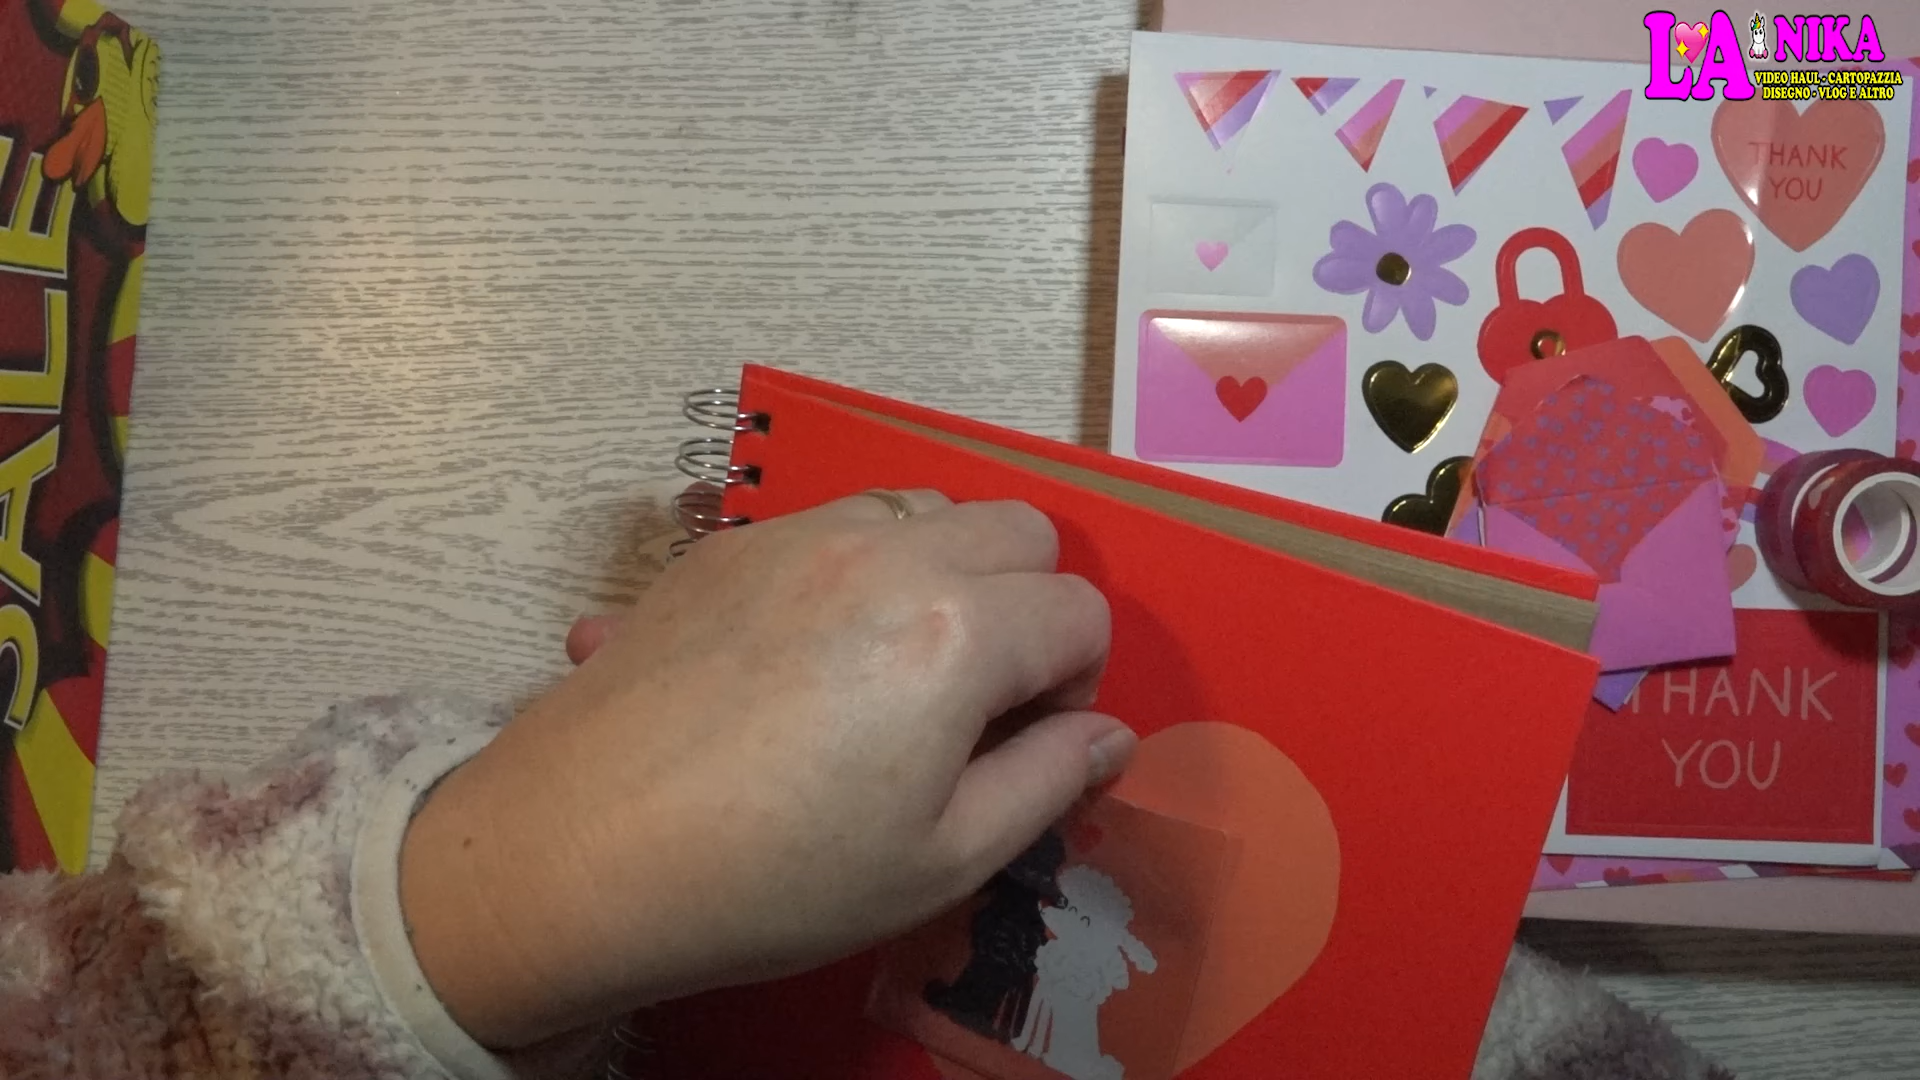 LA NIKA
VIDEO HAUL - CARTOPAZZIA
DISEGNO - VLOG E ALTRO
THANK
YOU
SALE
THANK
YOU